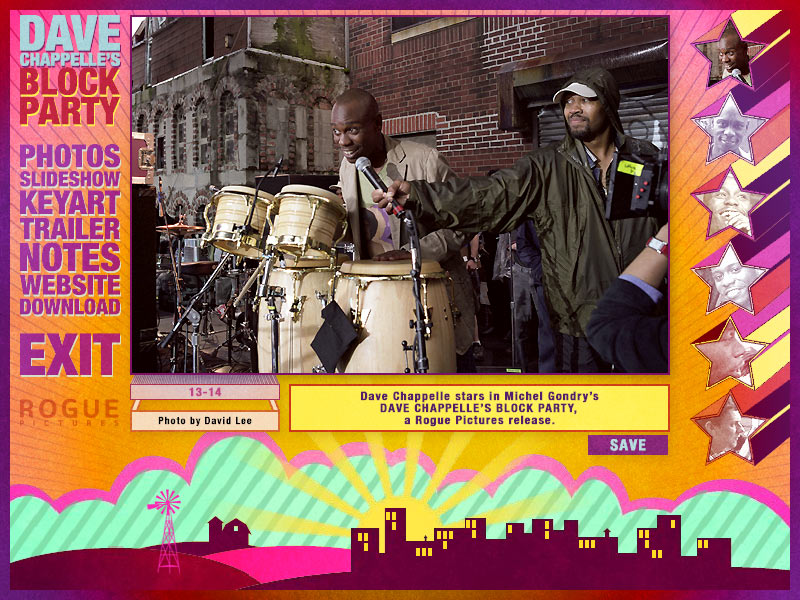 DAVE
CHAPPELLE'S
BLOCK
PARTY
PHOTOS
SLIDESHOW
KEYART
TRAILER
NOTES
WEBSITE
DOWNLOAD
EXIT
ROGUE
PICTURES
13-14
Photo by David Lee
Dave Chappelle stars in Michel Gondry's
DAVE CHAPPELLE'S BLOCK PARTY,
a Rogue Pictures release.
SAVE